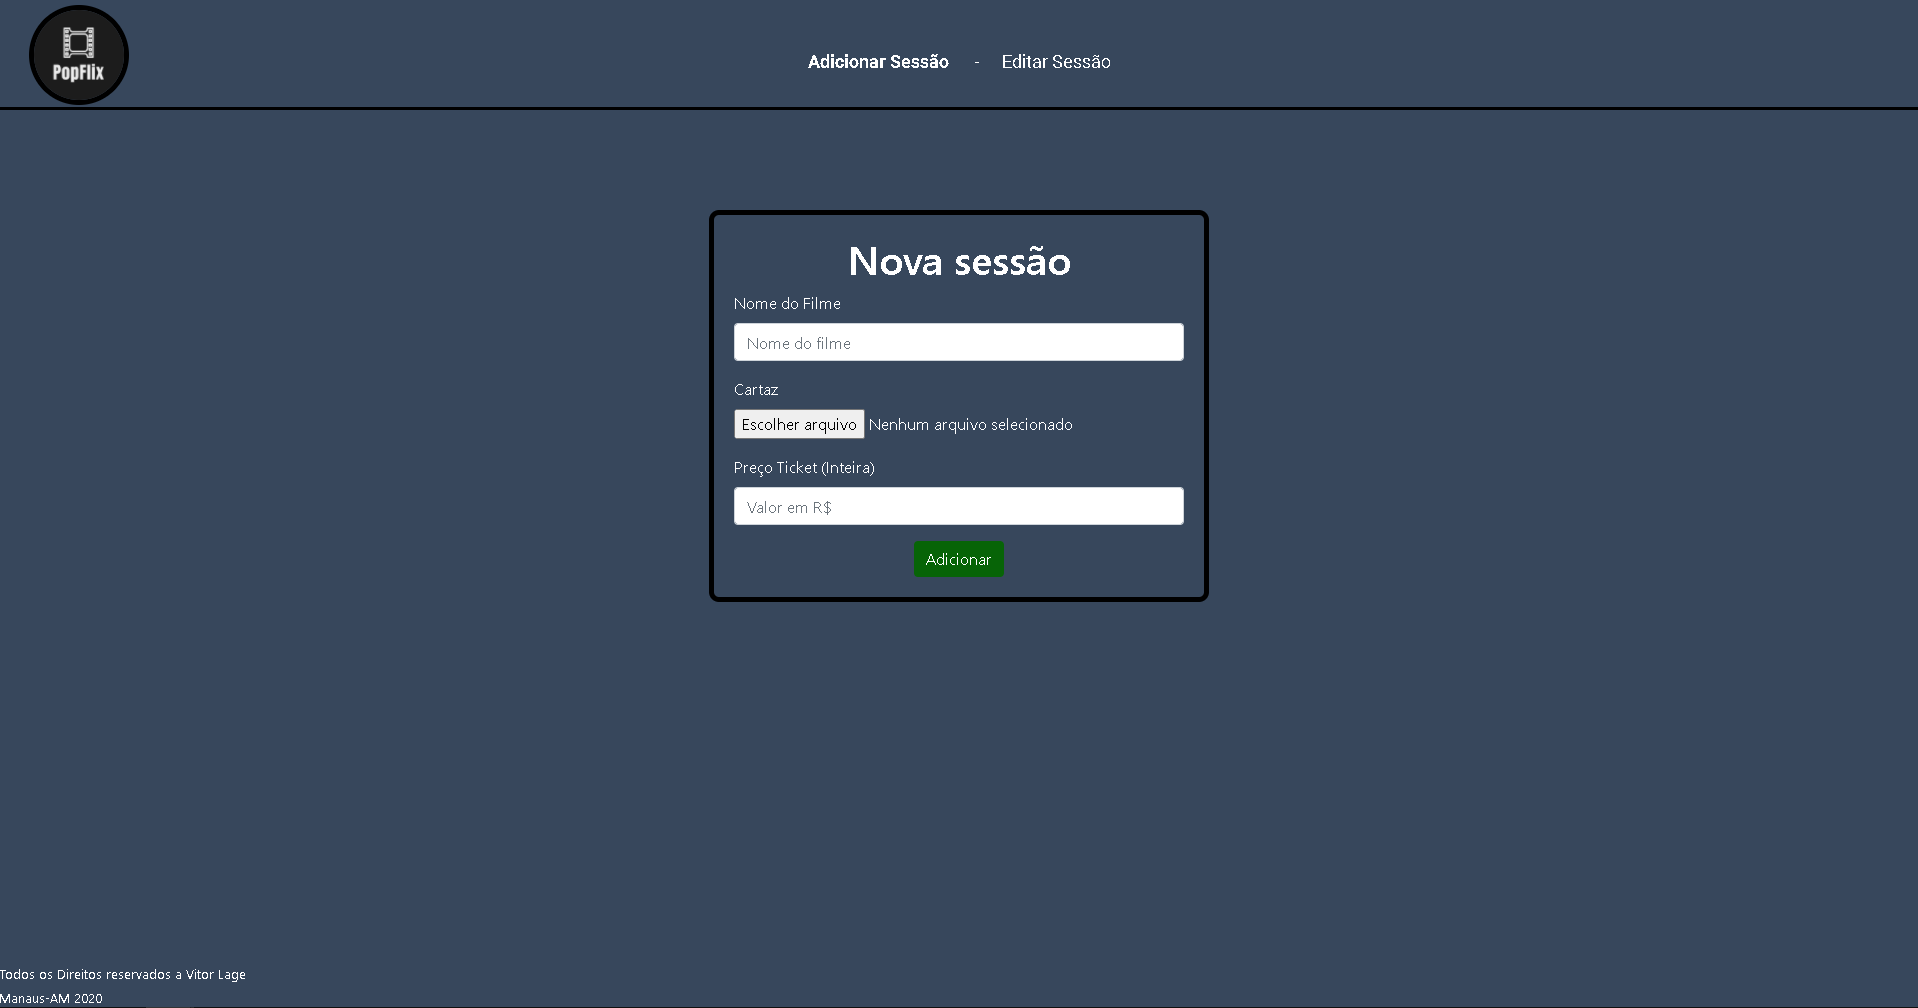 PopFlix
Adicionar Sessão - Editar Sessão
Nova sessão
Nome do Filme
Nome do filme
Cartaz
Escolher arquivo Nenhum arquivo selecionado
Preço Ticket (Inteira)
Valor em R$
Adicionar
Todos os Direitos reservados a Vitor Lage
Manaus-AM 2020